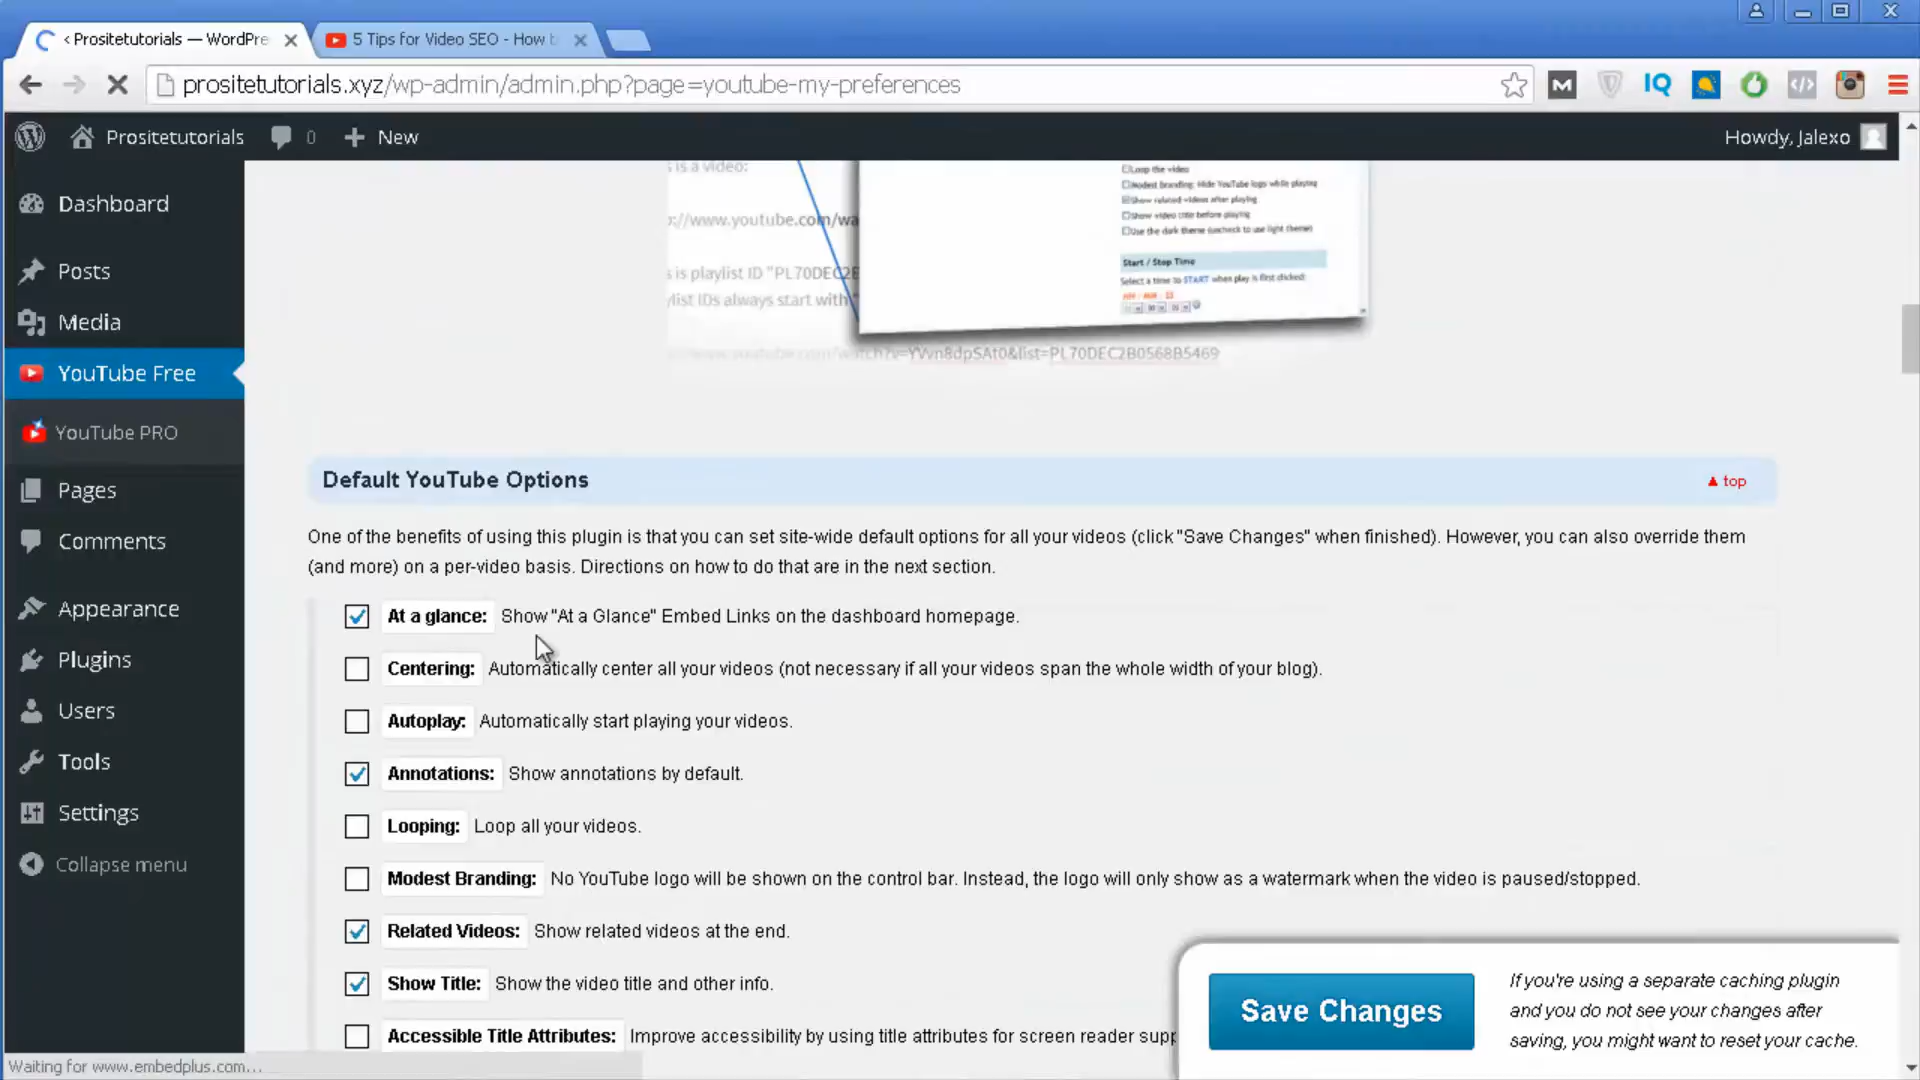 < Prositetutorials — WordPre
5 Tips for Video SEO - How b
prositetutorials.xyz/wp-admin/admin.php?page=youtube-my-preferences
IQ
Prositetutorials 0 + New
Howdy, Jalexo
Dashboard
Posts
Media
YouTube Free
YouTube PRO
Pages
Comments
Appearance
Plugins
Users
Tools
Settings
Collapse menu
s is a video:
://www.youtube.com/wa
s is playlist ID "PL70DEC2B
list IDs always start with "
www.youtube.com/watch?v=YVvn8dpSAt0&list=PL70DEC2B0568B5469
Loop the video
Modest branding: Hide YouTube logo while playing
Show related videos after playing
Show video title before playing
Use the dark theme (uncheck to use light theme)
Start / Stop Time
Select a time to START when play is first clicked:
Default YouTube Options
▲ top
One of the benefits of using this plugin is that you can set site-wide default options for all your videos (click "Save Changes" when finished). However, you can also override them
(and more) on a per-video basis. Directions on how to do that are in the next section.
At a glance: Show "At a Glance" Embed Links on the dashboard homepage.
Centering: Automatically center all your videos (not necessary if all your videos span the whole width of your blog).
Autoplay: Automatically start playing your videos.
Annotations: Show annotations by default.
Looping: Loop all your videos.
Modest Branding: No YouTube logo will be shown on the control bar. Instead, the logo will only show as a watermark when the video is paused/stopped.
Related Videos: Show related videos at the end.
Show Title: Show the video title and other info.
Accessible Title Attributes: Improve accessibility by using title attributes for screen reader supp
Save Changes
If you're using a separate caching plugin
and you do not see your changes after
saving, you might want to reset your cache.
Waiting for www.embedplus.com...